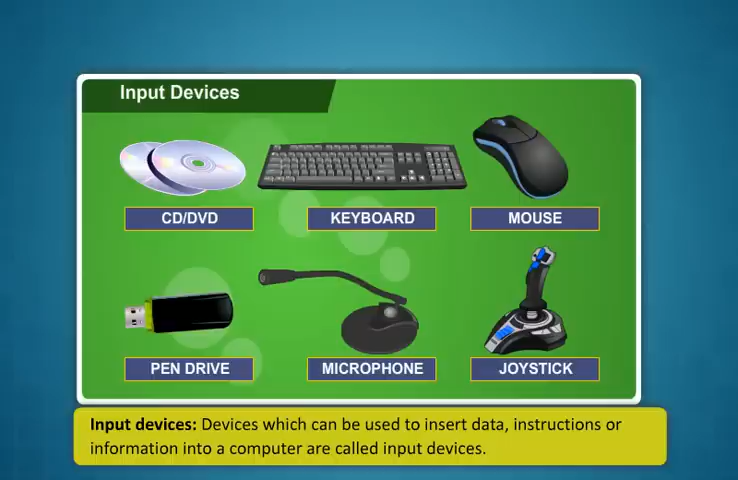 Input Devices
CD/DVD
KEYBOARD
MOUSE
PEN DRIVE
MICROPHONE
JOYSTICK
Input devices: Devices which can be used to insert data, instructions or
information into a computer are called input devices.